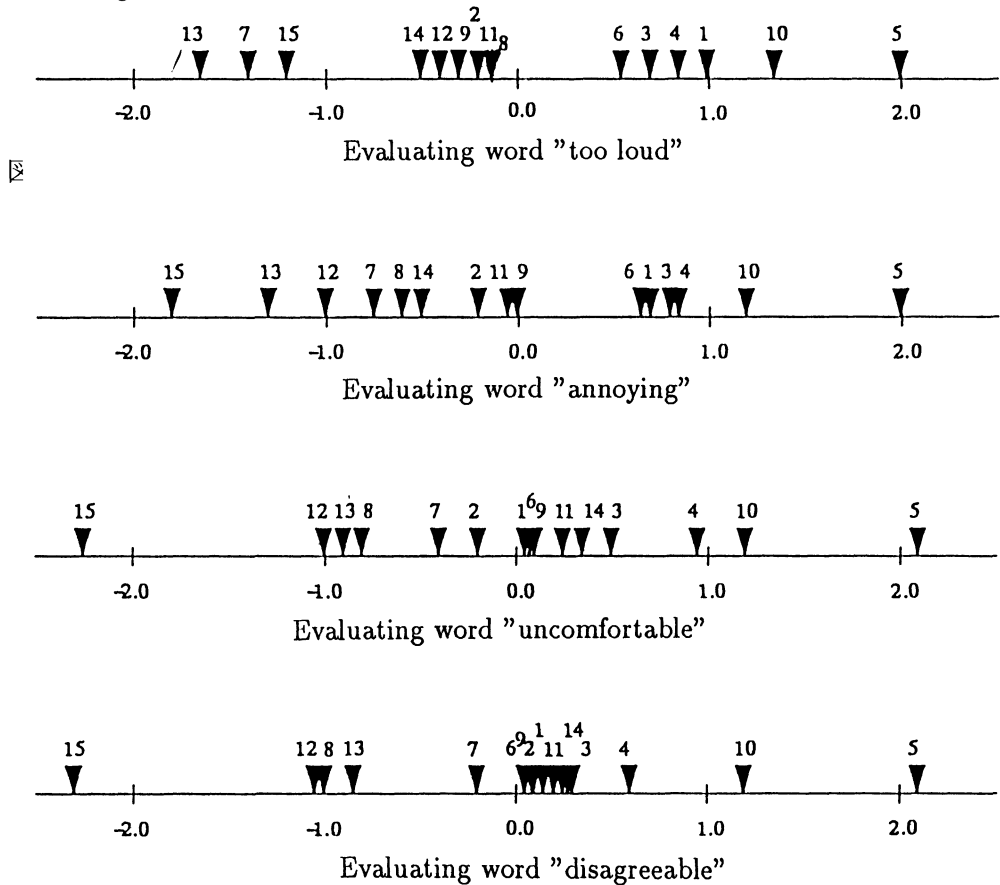 2
13 7 15 14 12 9 11 8 6 3 4 1 10 5
-2.0 -1.0 0.0 1.0 2.0
Evaluating word "too loud"
15 13 12 7 8 14 2 11 9 6 1 3 4 10 5
-2.0 -1.0 0.0 1.0 2.0
Evaluating word "annoying"
15 12 13 8 7 2 1 6 9 11 14 3 4 10 5
-2.0 -1.0 0.0 1.0 2.0
Evaluating word "uncomfortable"
1 14
15 12 8 13 7 6 9 2 11 3 4 10 5
-2.0 -1.0 0.0 1.0 2.0
Evaluating word "disagreeable"